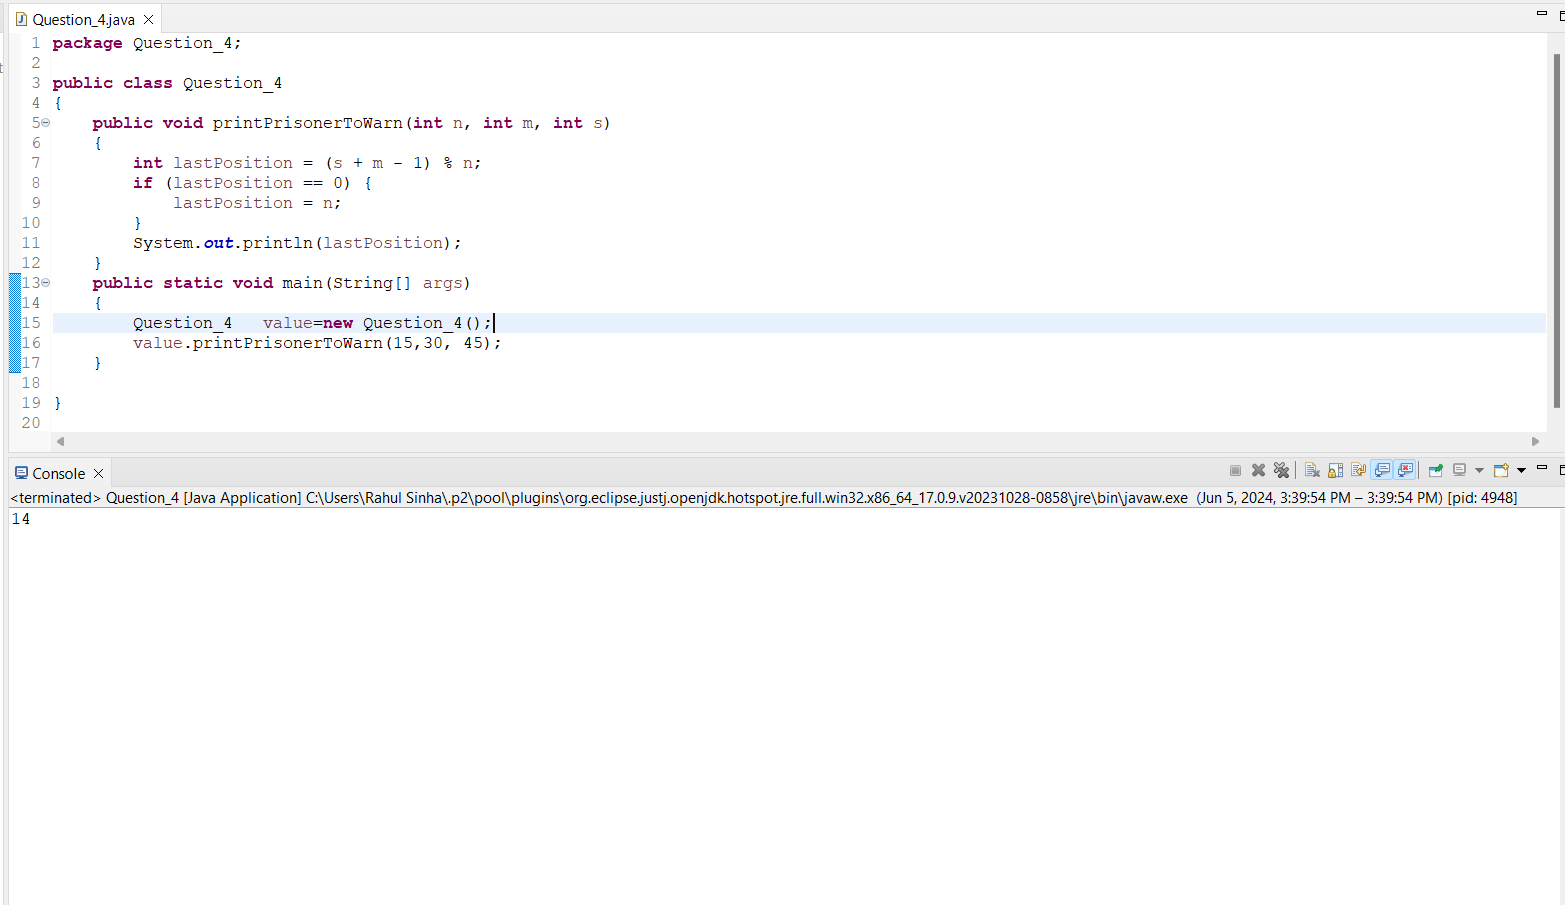 Question_4.java
1 package Question_4;
2
3 public class Question_4
4 {
5 public void printPrisonerToWarn(int n, int m, int s)
6 {
7 int lastPosition = (s + m - 1) % n;
8 if (lastPosition == 0) {
9 lastPosition = n;
10 }
11 System.out.println(lastPosition);
12 }
13 public static void main(String[] args)
14 {
15 Question_4   value=new Question_4();
16 value.printPrisonerToWarn(15,30, 45);
17 }
18
19 }
20
Console
<terminated> Question_4 [Java Application] C:\Users\Rahul Sinha\.p2\pool\plugins\org.eclipse.justj.openjdk.hotspot.jre.full.win32.x86_64_17.0.9.v20231028-0858\jre\bin\javaw.exe (Jun 5, 2024, 3:39:54 PM – 3:39:54 PM) [pid: 4948]
14